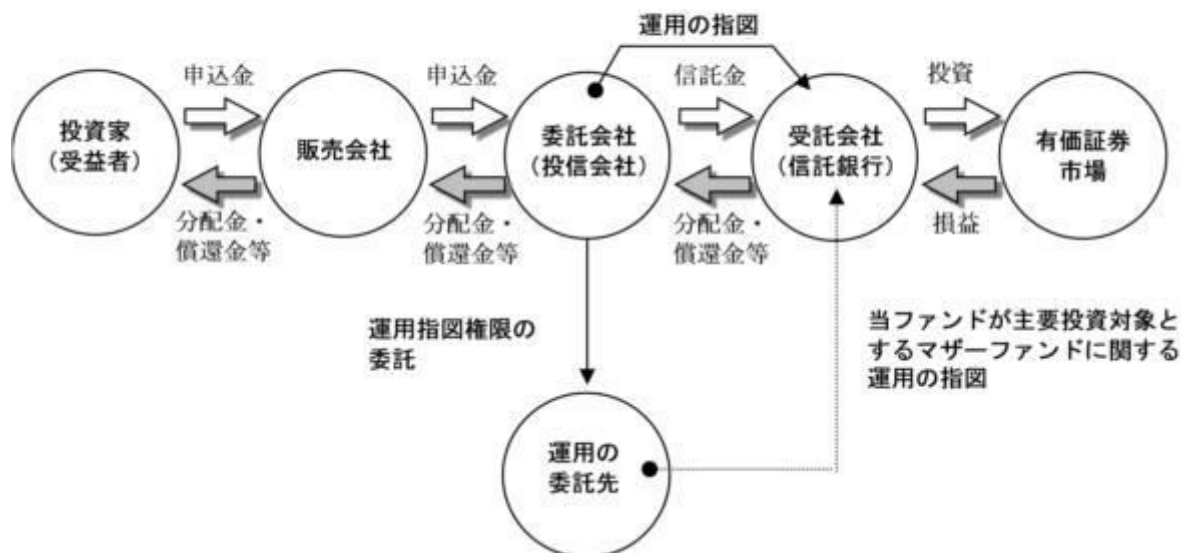 運用の指図
申込金
申込金
信託金
投資
投資家
（受益者）
販売会社
委託会社
（投信会社）
受託会社
（信託銀行）
有価証券
市場
分配金・
償還金等
分配金・
償還金等
分配金・
償還金等
損益
運用指図権限の
委託
当ファンドが主要投資対象と
するマザーファンドに関する
運用の指図
運用の
委託先